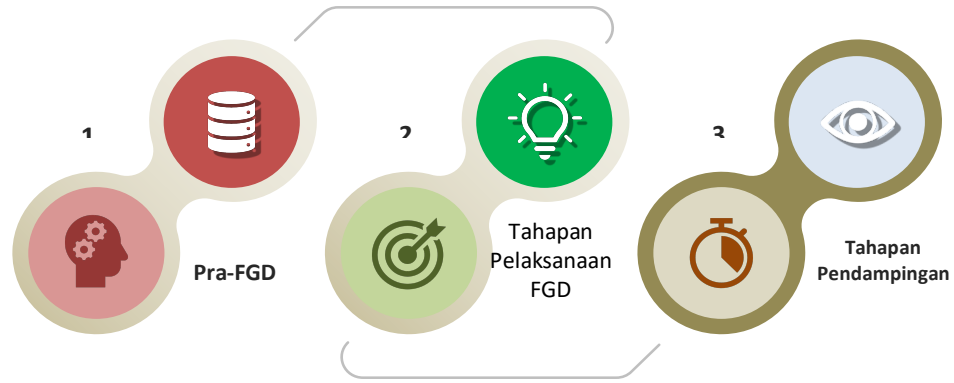 1
Pra-FGD
2
Tahapan
Pelaksanaan
FGD
3
Tahapan
Pendampingan